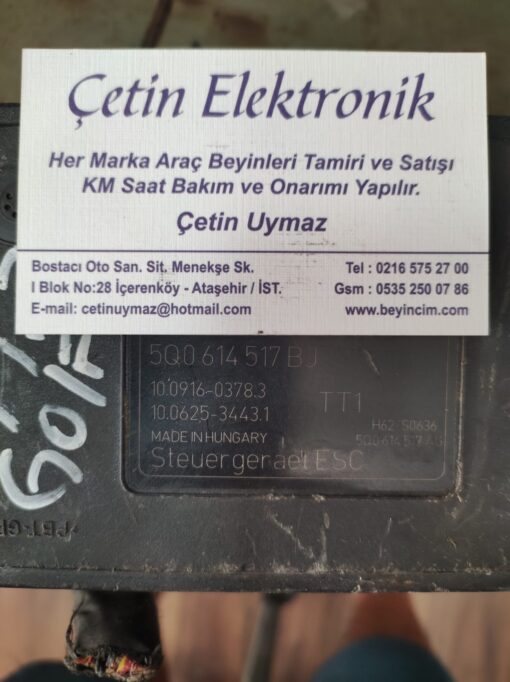 Çetin Elektronik
Her Marka Araç Beyinleri Tamiri ve Satışı
KM Saat Bakım ve Onarımı Yapılır.
Çetin Uymaz
Bostacı Oto San. Sit. Menekşe Sk.
I Blok No:28 İçerenköy - Ataşehir / İST.
E-mail: cetinuymaz@hotmail.com
Tel : 0216 575 27 00
Gsm : 0535 250 07 86
www.beyincim.com
5Q0 614 517 BJ
10.0916-0378.3
10.0625-3443.1
TT1
MADE IN HUNGARY
H62 S0636
5Q0 614 517 AG
Steuergeraet ESC